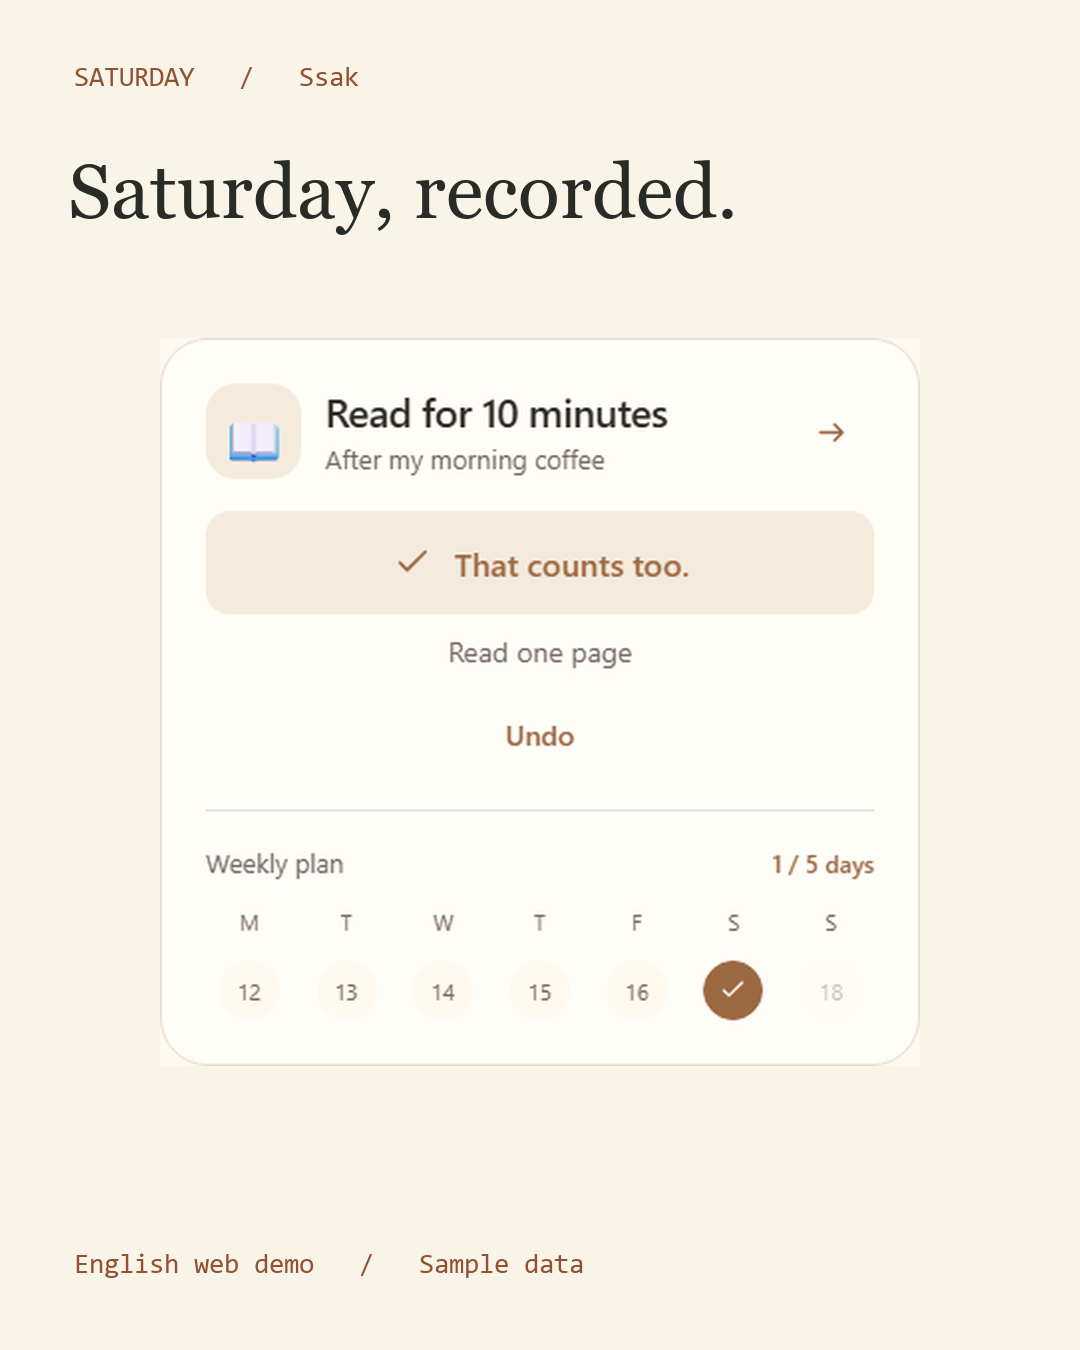 SATURDAY / Ssak
Saturday, recorded.
Read for 10 minutes
After my morning coffee
→
✓ That counts too.
Read one page
Undo
Weekly plan 1 / 5 days
M T W T F S S
12 13 14 15 16 ✓ 18
English web demo / Sample data